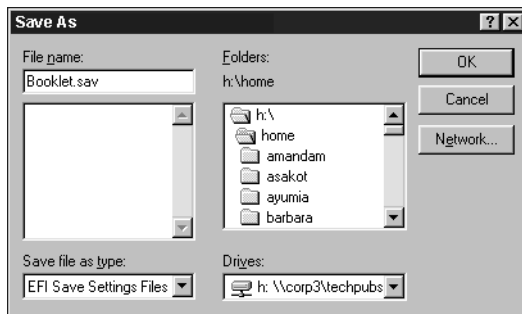 Save As
File name:
Booklet.sav
Folders:
h:\home
h:\
home
amandam
asakot
ayumia
barbara
OK
Cancel
Network...
Save file as type:
EFI Save Settings Files
Drives:
h: \\corp3\techpubs